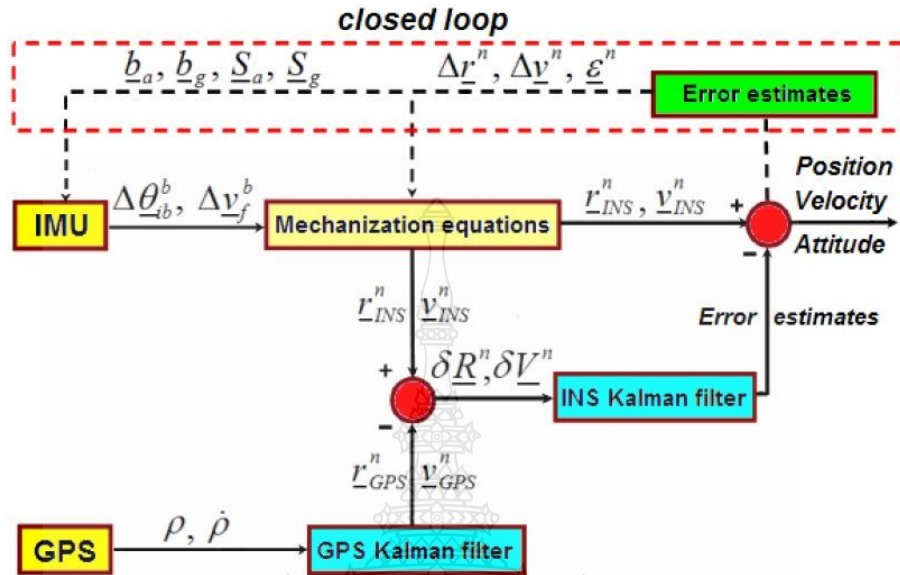 closed loop
b_a, b_g, S_a, S_g
Δr^n, Δv^n, ε^n
Error estimates
Position
Velocity
Attitude
IMU
Δθ_ib^b, Δv_f^b
Mechanization equations
r_INS^n, v_INS^n
+
-
r_INS^n v_INS^n
Error estimates
+
-
δR^n, δV^n
INS Kalman filter
r_GPS^n v_GPS^n
GPS
ρ, ρ̇
GPS Kalman filter